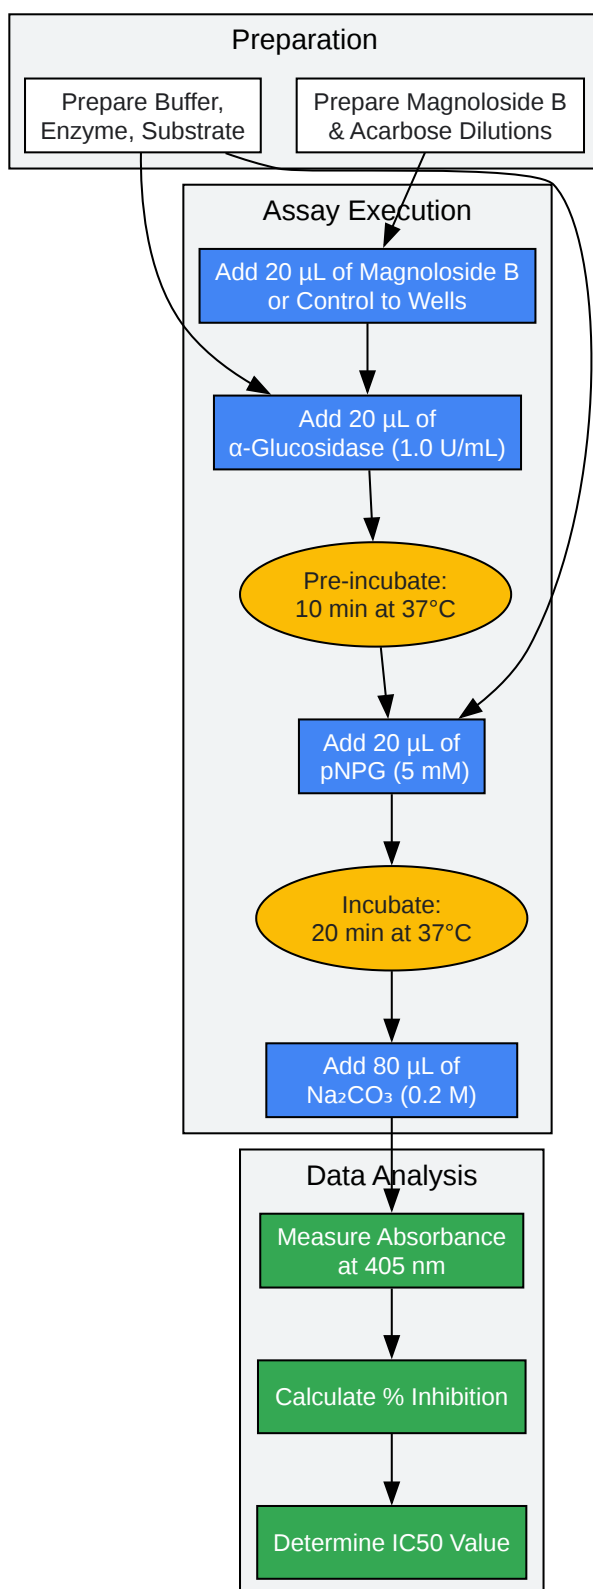 Preparation
Prepare Buffer,
Enzyme, Substrate
Prepare Magnoloside B
& Acarbose Dilutions
Assay Execution
Add 20 µL of Magnoloside B
or Control to Wells
Add 20 µL of
α-Glucosidase (1.0 U/mL)
Pre-incubate:
10 min at 37°C
Add 20 µL of
pNPG (5 mM)
Incubate:
20 min at 37°C
Add 80 µL of
Na₂CO₃ (0.2 M)
Data Analysis
Measure Absorbance
at 405 nm
Calculate % Inhibition
Determine IC50 Value